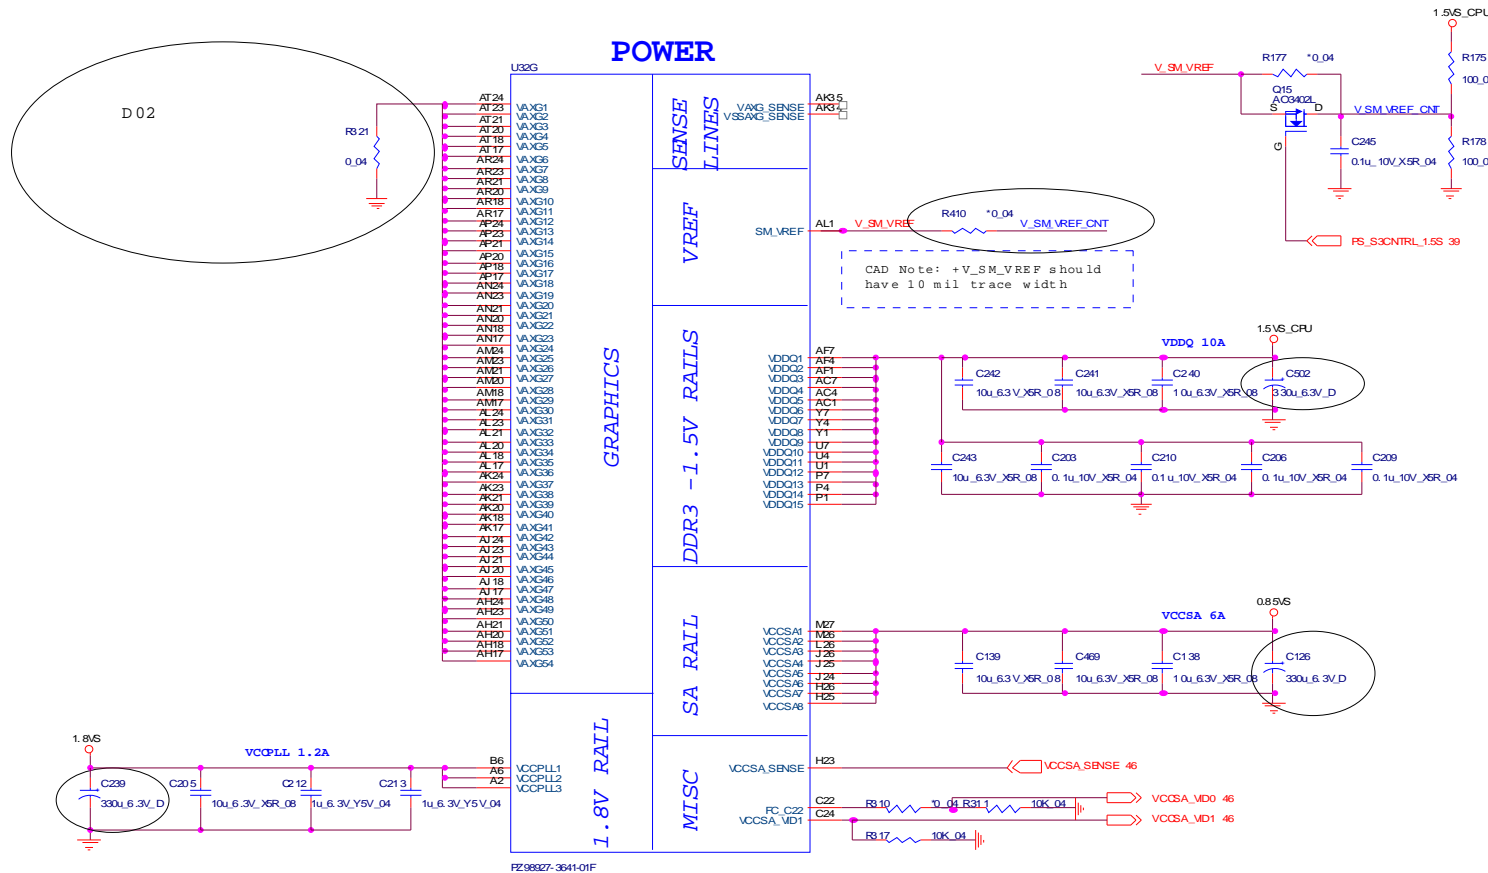 POWER
D02
R321
0_04
U32G
AT24 VAXG1
AT23 VAXG2
AT21 VAXG3
AT20 VAXG4
AT18 VAXG5
AT17 VAXG6
AR24 VAXG7
AR23 VAXG8
AR21 VAXG9
AR20 VAXG10
AR18 VAXG11
AR17 VAXG12
AP24 VAXG13
AP23 VAXG14
AP21 VAXG15
AP20 VAXG16
AP18 VAXG17
AP17 VAXG18
AN24 VAXG19
AN23 VAXG20
AN21 VAXG21
AN20 VAXG22
AN18 VAXG23
AN17 VAXG24
AM24 VAXG25
AM23 VAXG26
AM21 VAXG27
AM20 VAXG28
AM18 VAXG29
AM17 VAXG30
AL24 VAXG31
AL23 VAXG32
AL21 VAXG33
AL20 VAXG34
AL18 VAXG35
AL17 VAXG36
AK24 VAXG37
AK23 VAXG38
AK21 VAXG39
AK20 VAXG40
AK18 VAXG41
AK17 VAXG42
AJ24 VAXG43
AJ23 VAXG44
AJ21 VAXG45
AJ20 VAXG46
AJ18 VAXG47
AJ17 VAXG48
AH24 VAXG49
AH23 VAXG50
AH21 VAXG51
AH20 VAXG52
AH18 VAXG53
AH17 VAXG54
GRAPHICS
SENSE
LINES
VAXG_SENSE AK35
VSSAXG_SENSE AK34
VREF
SM_VREF AL1
V_SM_VREF
R410 *0_04
V_SM_VREF_CNT
CAD Note: +V_SM_VREF should
have 10 mil trace width
1.5VS_CPU
V_SM_VREF
R177 *0_04
Q15
AO3402L
S D
G
V_SM_VREF_CNT
C245
0.1u_10V_X5R_04
R175
100_0
R178
100_0
PS_S3CNTRL_1.5S 39
DDR3 -1.5V RAILS
VDDQ1 AF7
VDDQ2 AF4
VDDQ3 AF1
VDDQ4 AC7
VDDQ5 AC4
VDDQ6 AC1
VDDQ7 Y7
VDDQ8 Y4
VDDQ9 Y1
VDDQ10 U7
VDDQ11 U4
VDDQ12 U1
VDDQ13 P7
VDDQ14 P4
VDDQ15 P1
VDDQ 10A
1.5VS_CPU
C242
10u_6.3V_X5R_08
C241
10u_6.3V_X5R_08
C240
10u_6.3V_X5R_08
C502
330u_6.3V_D
C243
10u_6.3V_X5R_08
C203
0.1u_10V_X5R_04
C210
0.1u_10V_X5R_04
C206
0.1u_10V_X5R_04
C209
0.1u_10V_X5R_04
SA RAIL
VCCSA1 M27
VCCSA2 M26
VCCSA3 L26
VCCSA4 J26
VCCSA5 J25
VCCSA6 J24
VCCSA7 H26
VCCSA8 H25
VCCSA 6A
0.85VS
C139
10u_6.3V_X5R_08
C469
10u_6.3V_X5R_08
C138
10u_6.3V_X5R_08
C126
330u_6.3V_D
1.8VS
VCCPLL 1.2A
C239
330u_6.3V_D
C205
10u_6.3V_X5R_08
C212
1u_6.3V_Y5V_04
C213
1u_6.3V_Y5V_04
B6 VCCPLL1
A6 VCCPLL2
A2 VCCPLL3
1.8V RAIL
MISC
VCCSA_SENSE H23
VCCSA_SENSE 46
FC_C22 C22
VCCSA_VID1 C24
R310 *0_04
R311 10K_04
R317 10K_04
VCCSA_VID0 46
VCCSA_VID1 46
PZ98927-3641-01F